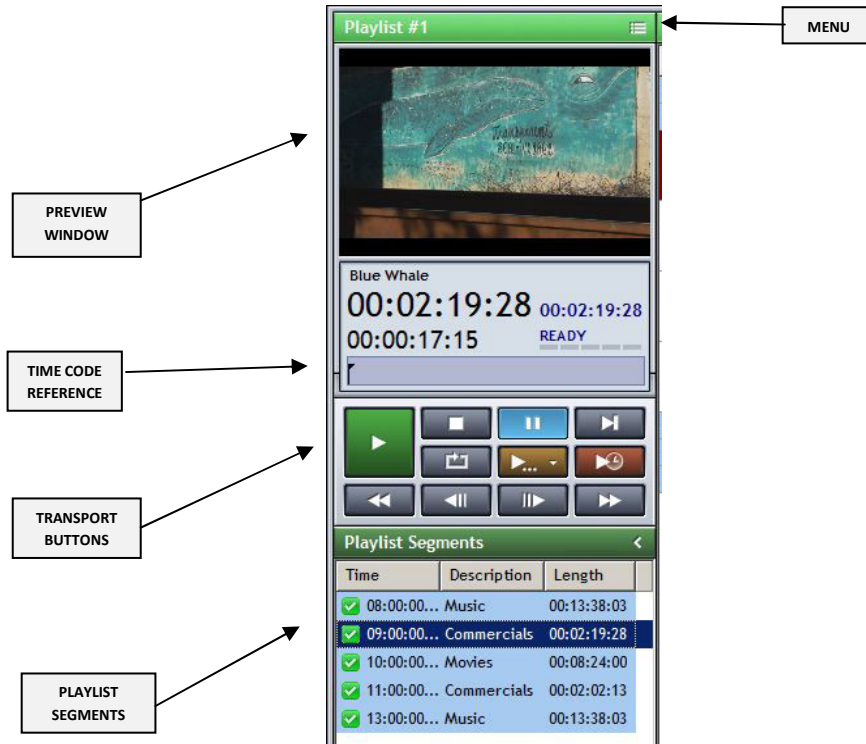 Playlist #1
MENU
PREVIEW
WINDOW
Blue Whale
00:02:19:28 00:02:19:28
00:00:17:15 READY
TIME CODE
REFERENCE
TRANSPORT
BUTTONS
Playlist Segments
Time Description Length
08:00:00... Music 00:13:38:03
09:00:00... Commercials 00:02:19:28
10:00:00... Movies 00:08:24:00
11:00:00... Commercials 00:02:02:13
13:00:00... Music 00:13:38:03
PLAYLIST
SEGMENTS